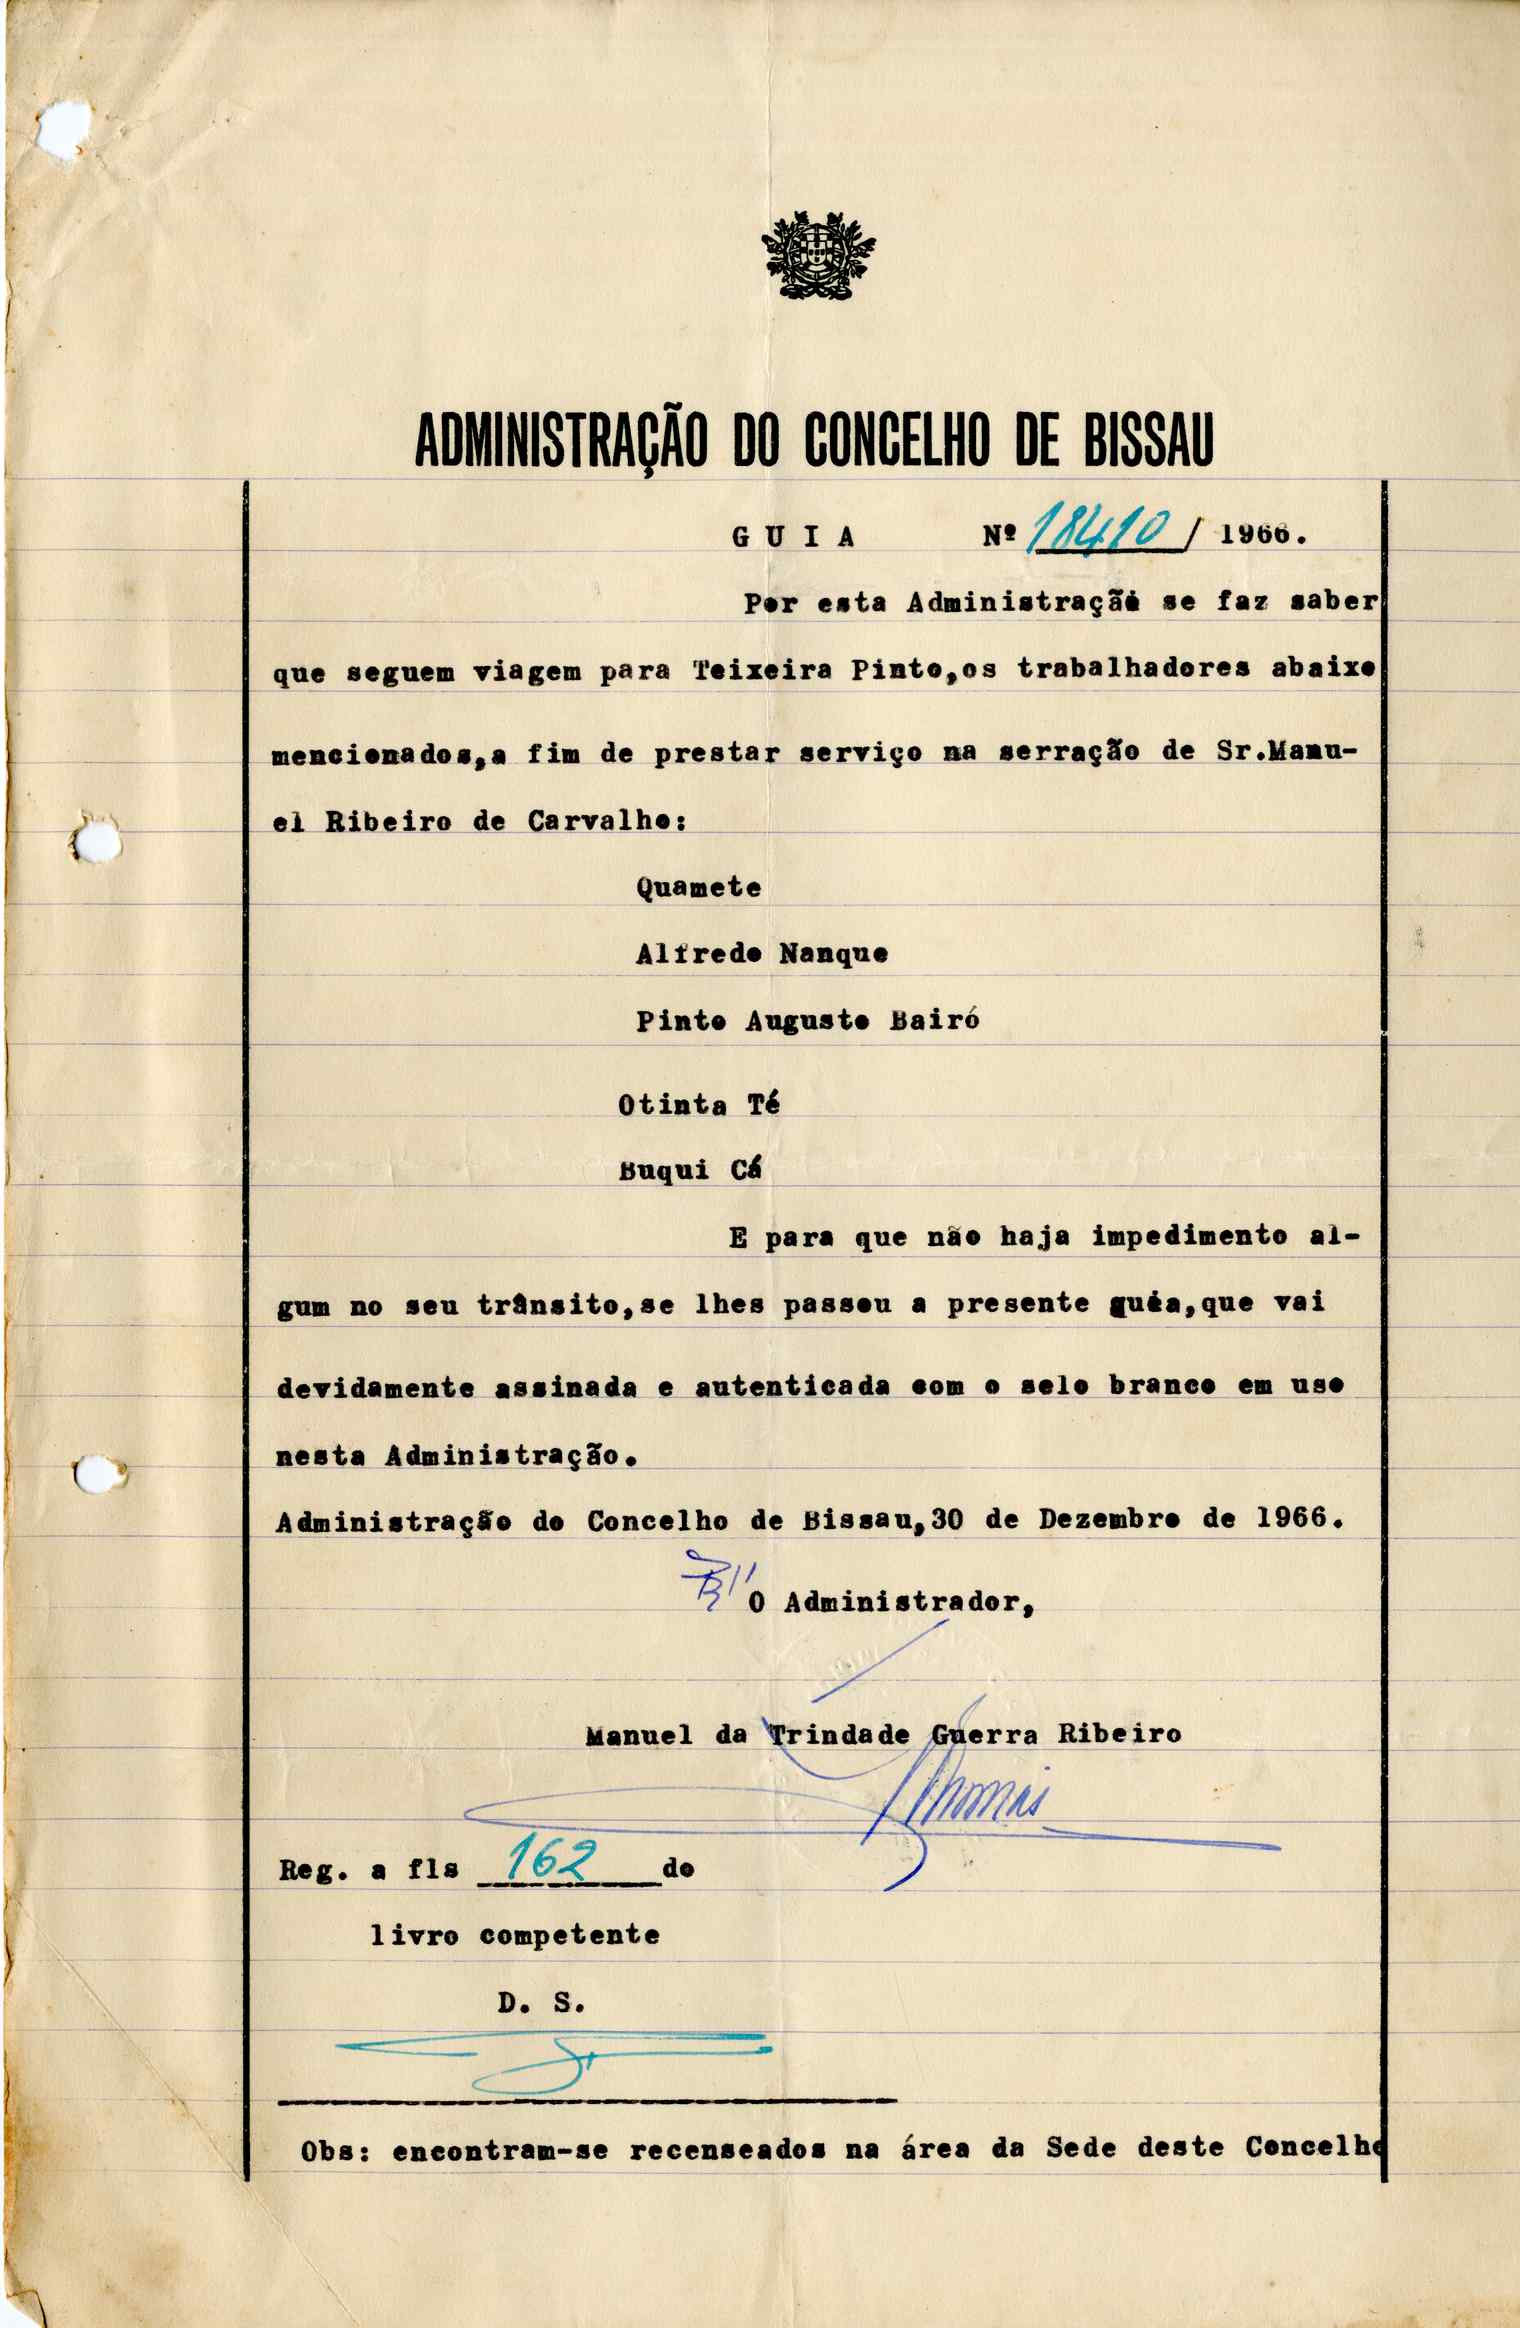 ADMINISTRAÇÃO DO CONCELHO DE BISSAU
G U I A Nº 18410/ 1966.
Por esta Administração se faz saber
que seguem viagem para Teixeira Pinto,os trabalhadores abaixo
mencionados,a fim de prestar serviço na serração de Sr.Manu-
el Ribeiro de Carvalho:
Quamete
Alfredo Nanque
Pinto Augusto Bairó
Otinta Té
Buqui Cá
E para que não haja impedimento al-
gum no seu trânsito,se lhes passou a presente guia,que vai
devidamente assinada e autenticada com o selo branco em uso
nesta Administração.
Administração do Concelho de Bissau,30 de Dezembro de 1966.
O Administrador,
Manuel da Trindade Guerra Ribeiro
Reg. a fls 162 do
livro competente
D. S.
Obs: encontram-se recenseados na área da Sede deste Concelho